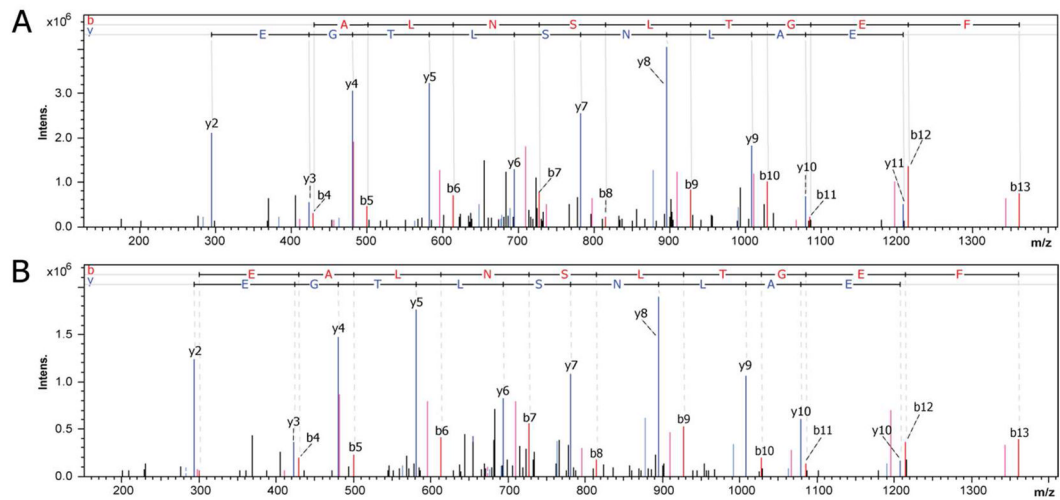 A
b A L N S L T G E F
y E G T L S N L A E
x10⁶
Intens.
3.0
2.0
1.0
0.0
y2
y3
b4
y4
b5
y5
b6
y6
b7
y7
b8
y8
b9
y9
b10
y10
b11
y11
b12
b13
200 300 400 500 600 700 800 900 1000 1100 1200 1300 m/z
B
b E A L N S L T G E F
y E G T L S N L A E
x10⁶
Intens.
1.5
1.0
0.5
0.0
y2
y3
b4
y4
b5
y5
b6
y6
b7
y7
b8
y8
b9
y9
b10
y10
b11
y10
b12
b13
200 300 400 500 600 700 800 900 1000 1100 1200 1300 m/z